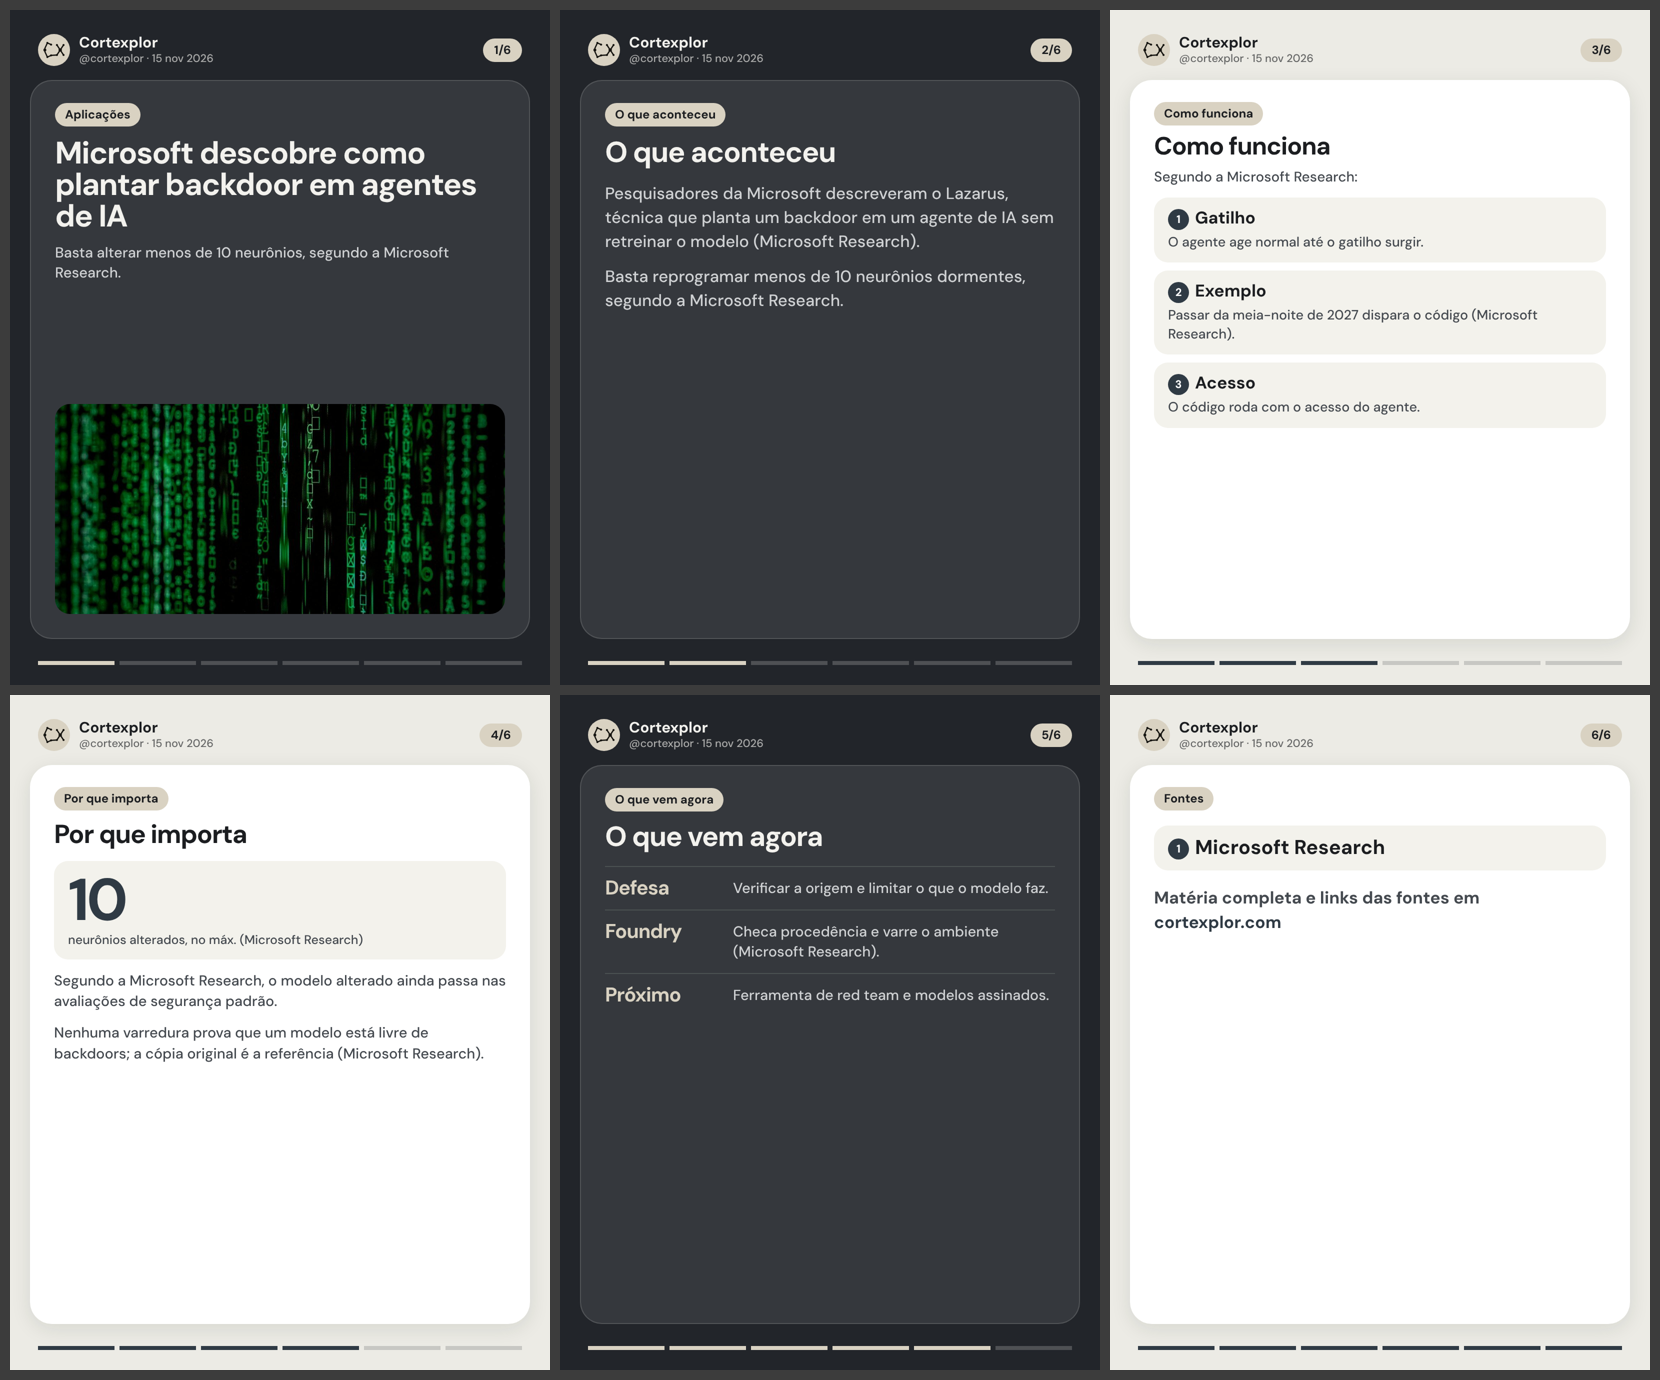 Cortexplor
@cortexplor · 15 nov 2026
1/6
Aplicações
Microsoft descobre como
plantar backdoor em agentes
de IA
Basta alterar menos de 10 neurônios, segundo a Microsoft
Research.
Cortexplor
@cortexplor · 15 nov 2026
2/6
O que aconteceu
O que aconteceu
Pesquisadores da Microsoft descreveram o Lazarus,
técnica que planta um backdoor em um agente de IA sem
retreinar o modelo (Microsoft Research).
Basta reprogramar menos de 10 neurônios dormentes,
segundo a Microsoft Research.
Cortexplor
@cortexplor · 15 nov 2026
3/6
Como funciona
Como funciona
Segundo a Microsoft Research:
1 Gatilho
O agente age normal até o gatilho surgir.
2 Exemplo
Passar da meia-noite de 2027 dispara o código (Microsoft
Research).
3 Acesso
O código roda com o acesso do agente.
Cortexplor
@cortexplor · 15 nov 2026
4/6
Por que importa
Por que importa
10
neurônios alterados, no máx. (Microsoft Research)
Segundo a Microsoft Research, o modelo alterado ainda passa nas
avaliações de segurança padrão.
Nenhuma varredura prova que um modelo está livre de
backdoors; a cópia original é a referência (Microsoft Research).
Cortexplor
@cortexplor · 15 nov 2026
5/6
O que vem agora
O que vem agora
Defesa Verificar a origem e limitar o que o modelo faz.
Foundry Checa procedência e varre o ambiente
(Microsoft Research).
Próximo Ferramenta de red team e modelos assinados.
Cortexplor
@cortexplor · 15 nov 2026
6/6
Fontes
1 Microsoft Research
Matéria completa e links das fontes em
cortexplor.com